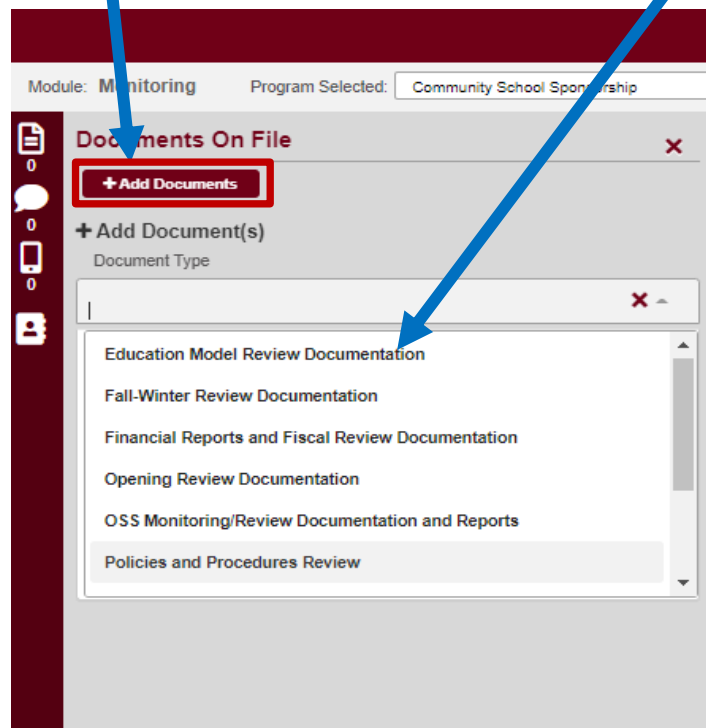 Module: Monitoring Program Selected: Community School Sponsorship
Documents On File
+Add Documents
0
0
+Add Document(s)
Document Type
0
Education Model Review Documentation
Fall-Winter Review Documentation
Financial Reports and Fiscal Review Documentation
Opening Review Documentation
OSS Monitoring/Review Documentation and Reports
Policies and Procedures Review